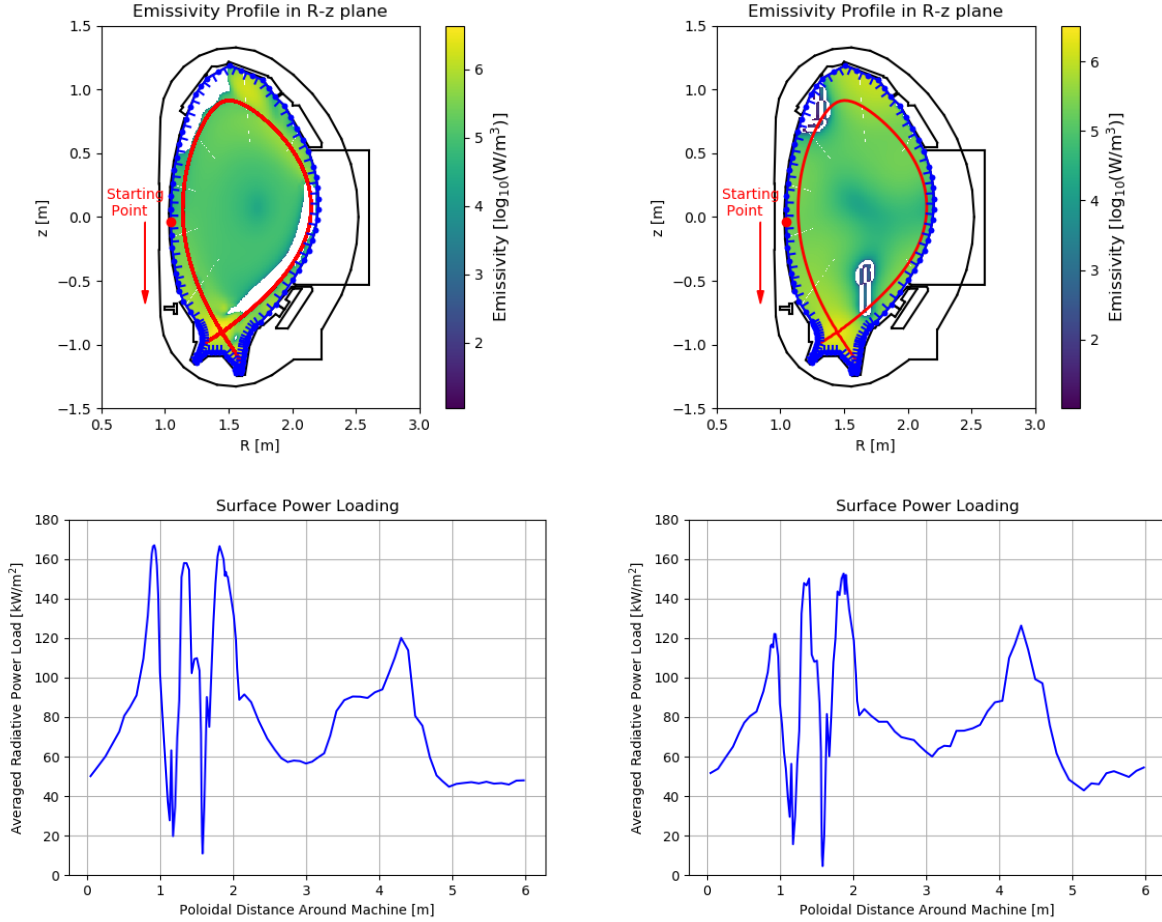 Emissivity Profile in R-z plane
1.5
1.0
0.5
0.0
−0.5
−1.0
−1.5
z [m]
Starting
Point
0.5 1.0 1.5 2.0 2.5 3.0
R [m]
6
5
4
3
2
Emissivity [log10(W/m3)]
Emissivity Profile in R-z plane
1.5
1.0
0.5
0.0
−0.5
−1.0
−1.5
z [m]
Starting
Point
0.5 1.0 1.5 2.0 2.5 3.0
R [m]
6
5
4
3
2
Emissivity [log10(W/m3)]
Surface Power Loading
180
160
140
120
100
80
60
40
20
0
Averaged Radiative Power Load [kW/m2]
0 1 2 3 4 5 6
Poloidal Distance Around Machine [m]
Surface Power Loading
180
160
140
120
100
80
60
40
20
0
Averaged Radiative Power Load [kW/m2]
0 1 2 3 4 5 6
Poloidal Distance Around Machine [m]